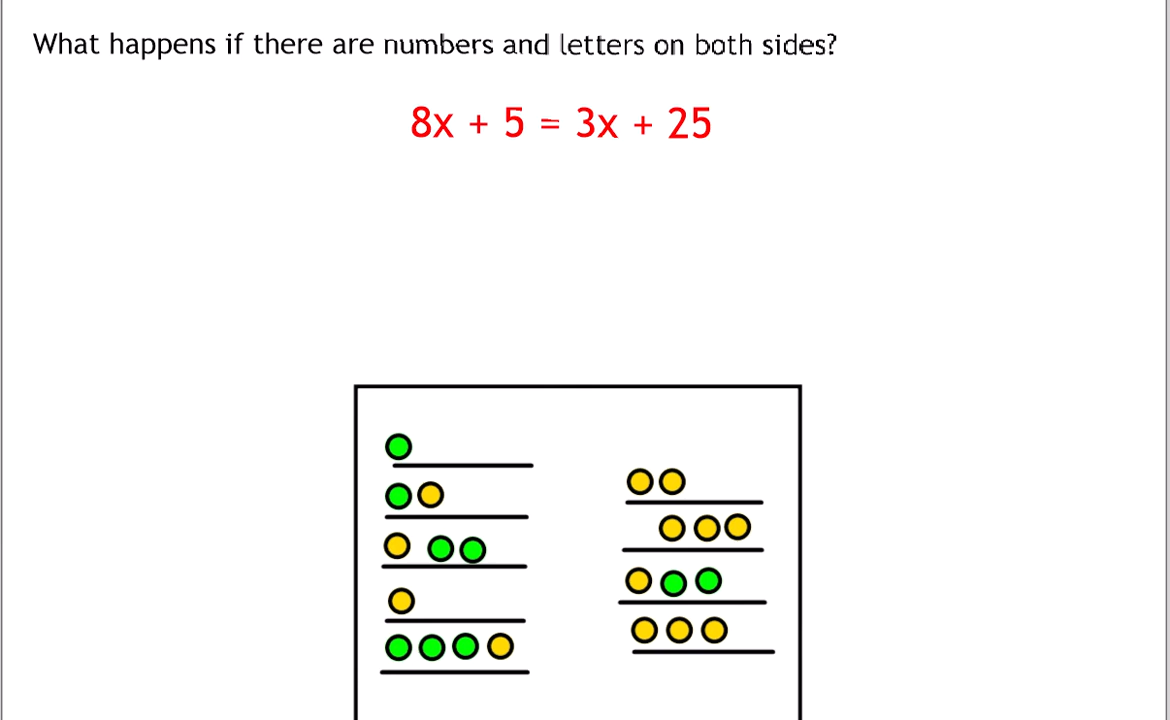 What happens if there are numbers and letters on both sides?
8x + 5 = 3x + 25